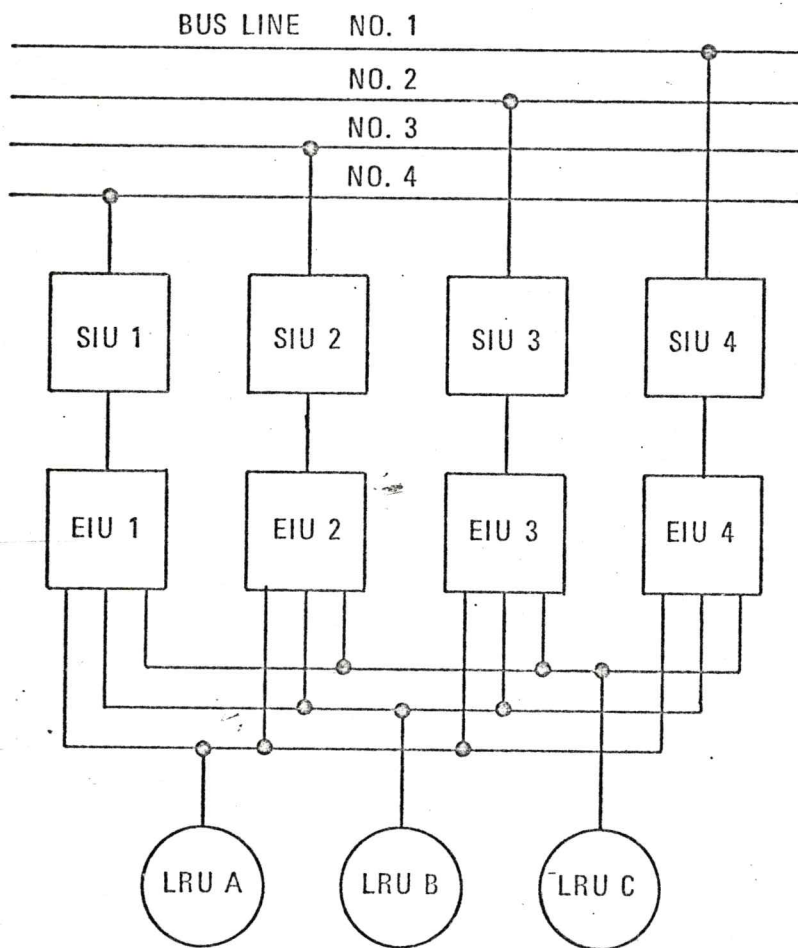 BUS LINE NO. 1
NO. 2
NO. 3
NO. 4
SIU 1 SIU 2 SIU 3 SIU 4
EIU 1 EIU 2 EIU 3 EIU 4
LRU A LRU B LRU C